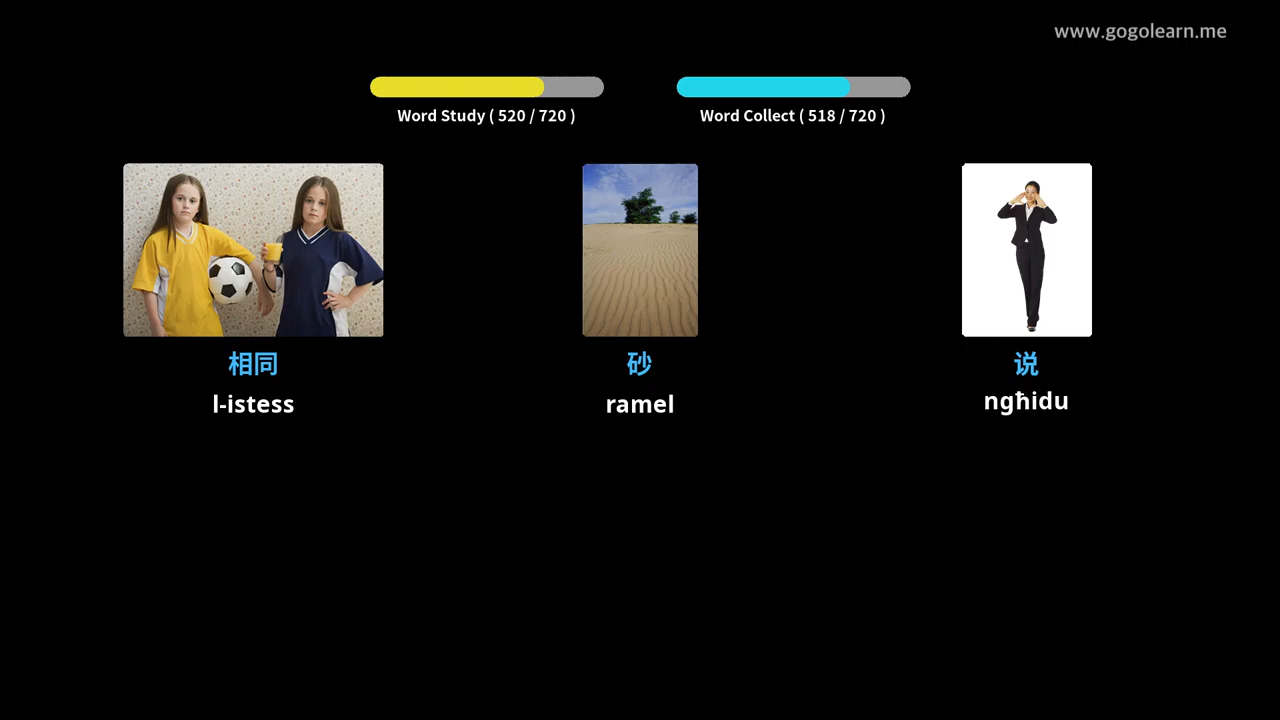 www.gogolearn.me
Word Study ( 520 / 720 )
Word Collect ( 518 / 720 )
相同
l-istess
砂
ramel
说
ngħidu